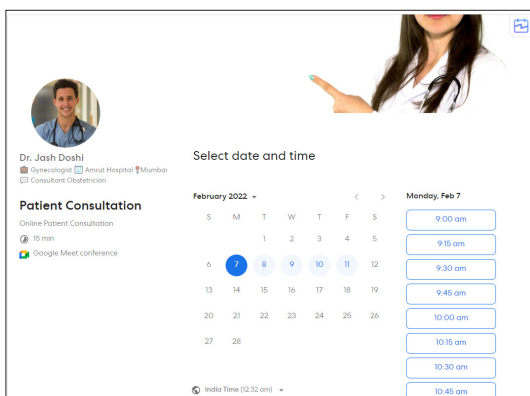 Dr. Jash Doshi
Gynecologist Amrut Hospital Mumbai
Consultant Obstetrician
Patient Consultation
Online Patient Consultation
15 min
Google Meet conference
Select date and time
February 2022
S M T W T F S
1 2 3 4 5
6 7 8 9 10 11 12
13 14 15 16 17 18 19
20 21 22 23 24 25 26
27 28
India Time (12:32 am)
Monday, Feb 7
9:00 am
9:15 am
9:30 am
9:45 am
10:00 am
10:15 am
10:30 am
10:45 am